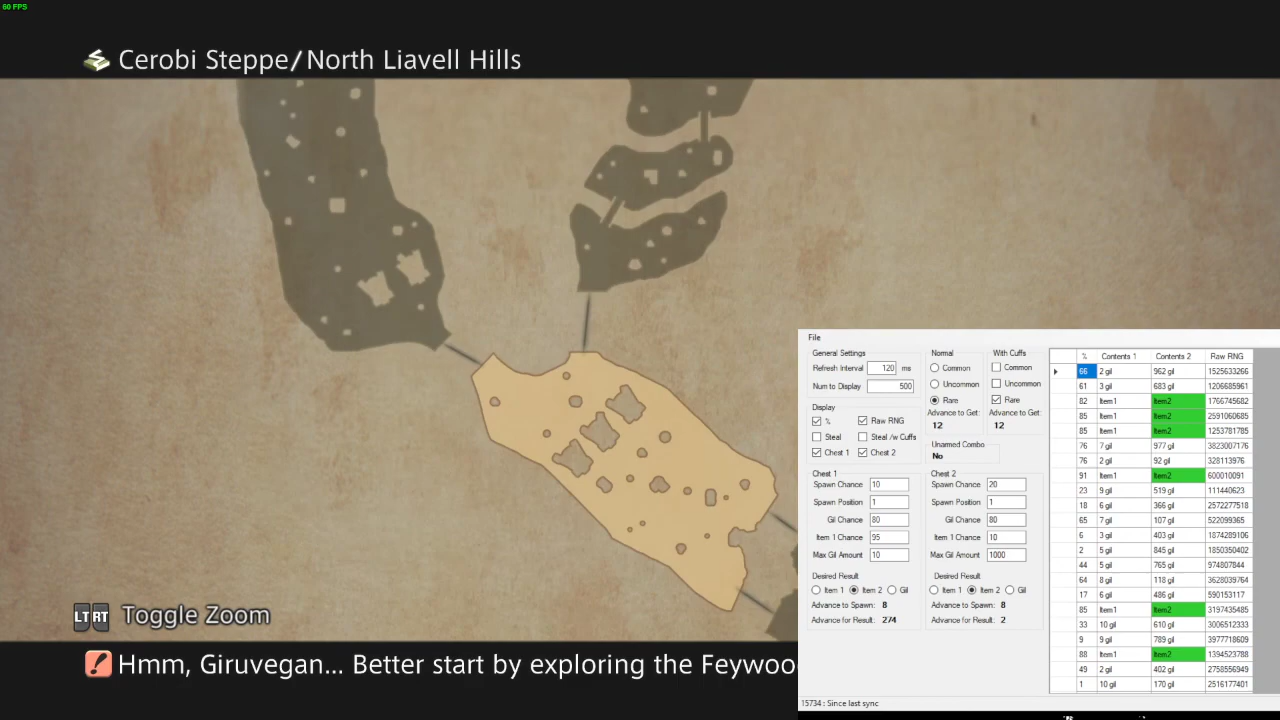 60 FPS
Cerobi Steppe/North Liavell Hills
LT RT Toggle Zoom
! Hmm, Giruvegan... Better start by exploring the Feywoo
File
General Settings
Refresh Interval 120 ms
Num to Display 500
Display
% Raw RNG
Steal Steal /w Cuffs
Chest 1 Chest 2
Normal
Common
Uncommon
Rare
Advance to Get:
12
With Cuffs
Common
Uncommon
Rare
Advance to Get:
12
Unarmed Combo
No
Chest 1
Spawn Chance 10
Spawn Position 1
Gil Chance 80
Item 1 Chance 95
Max Gil Amount 10
Desired Result
Item 1 Item 2 Gil
Advance to Spawn: 8
Advance for Result: 274
Chest 2
Spawn Chance 20
Spawn Position 1
Gil Chance 80
Item 1 Chance 10
Max Gil Amount 1000
Desired Result
Item 1 Item 2 Gil
Advance to Spawn: 8
Advance for Result: 2
% Contents 1 Contents 2 Raw RNG
66 2 gil 962 gil 1525633266
61 3 gil 683 gil 1206685961
82 Item1 Item2 1766745682
85 Item1 Item2 2591060685
85 Item1 Item2 1253781785
76 7 gil 977 gil 3823007176
76 2 gil 92 gil 328113976
91 Item1 Item2 600010091
23 9 gil 519 gil 111440623
18 6 gil 366 gil 2572277518
65 7 gil 107 gil 522099365
6 3 gil 403 gil 1874289106
2 5 gil 845 gil 1850350402
44 5 gil 765 gil 974807844
64 8 gil 118 gil 3628039764
17 6 gil 486 gil 590153117
85 Item1 Item2 3197435485
33 10 gil 610 gil 3006512333
9 9 gil 789 gil 3977718609
88 Item1 Item2 1394523788
49 2 gil 402 gil 2758556949
1 10 gil 170 gil 2516177401
15734 : Since last sync